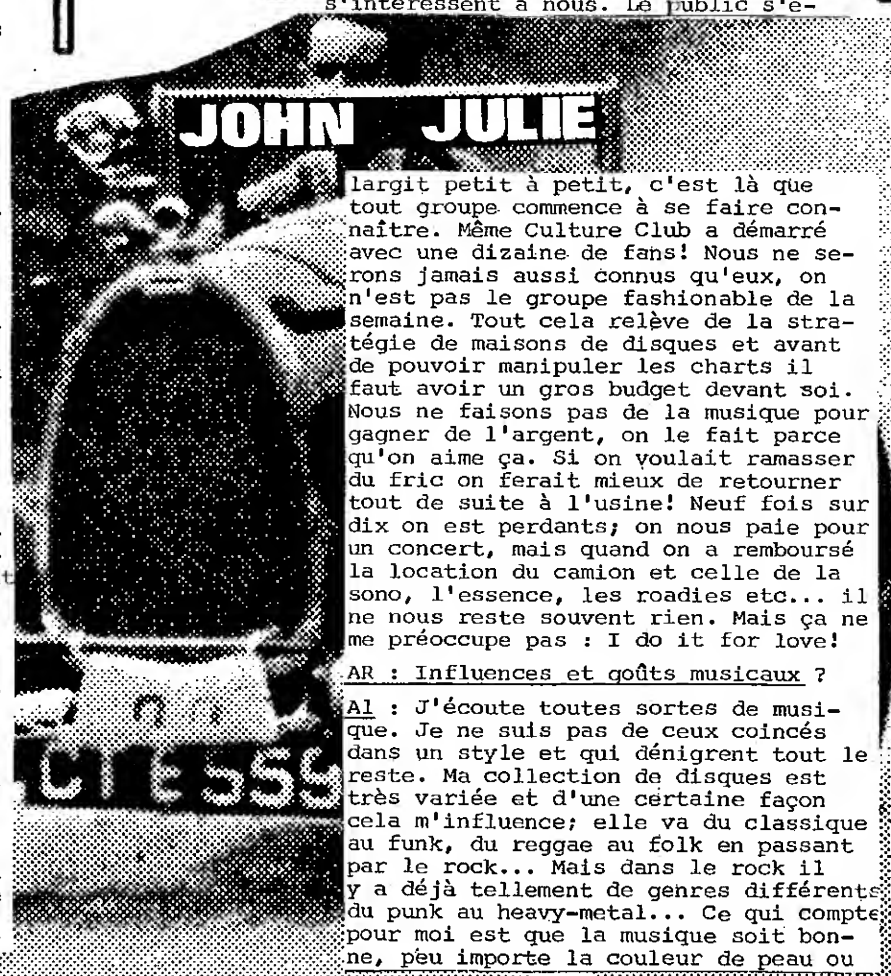 s'intéressent à nous. Le public s'é-
JOHN JULIE
largit petit à petit, c'est là que
tout groupe commence à se faire con-
naître. Même Culture Club a démarré
avec une dizaine de fans! Nous ne se-
rons jamais aussi connus qu'eux, on
n'est pas le groupe fashionable de la
semaine. Tout cela relève de la stra-
tégie de maisons de disques et avant
de pouvoir manipuler les charts il
faut avoir un gros budget devant soi.
Nous ne faisons pas de la musique pour
gagner de l'argent, on le fait parce
qu'on aime ça. Si on voulait ramasser
du fric on ferait mieux de retourner
tout de suite à l'usine! Neuf fois sur
dix on est perdants; on nous paie pour
un concert, mais quand on a remboursé
la location du camion et celle de la
sono, l'essence, les roadies etc... il
ne nous reste souvent rien. Mais ça ne
me préoccupe pas : I do it for love!
AR : Influences et goûts musicaux ?
Al : J'écoute toutes sortes de musi-
que. Je ne suis pas de ceux coincés
dans un style et qui dénigrent tout le
reste. Ma collection de disques est
très variée et d'une certaine façon
cela m'influence; elle va du classique
au funk, du reggae au folk en passant
par le rock... Mais dans le rock il
y a déjà tellement de genres différents
du punk au heavy-metal... Ce qui compte
pour moi est que la musique soit bon-
ne, peu importe la couleur de peau ou